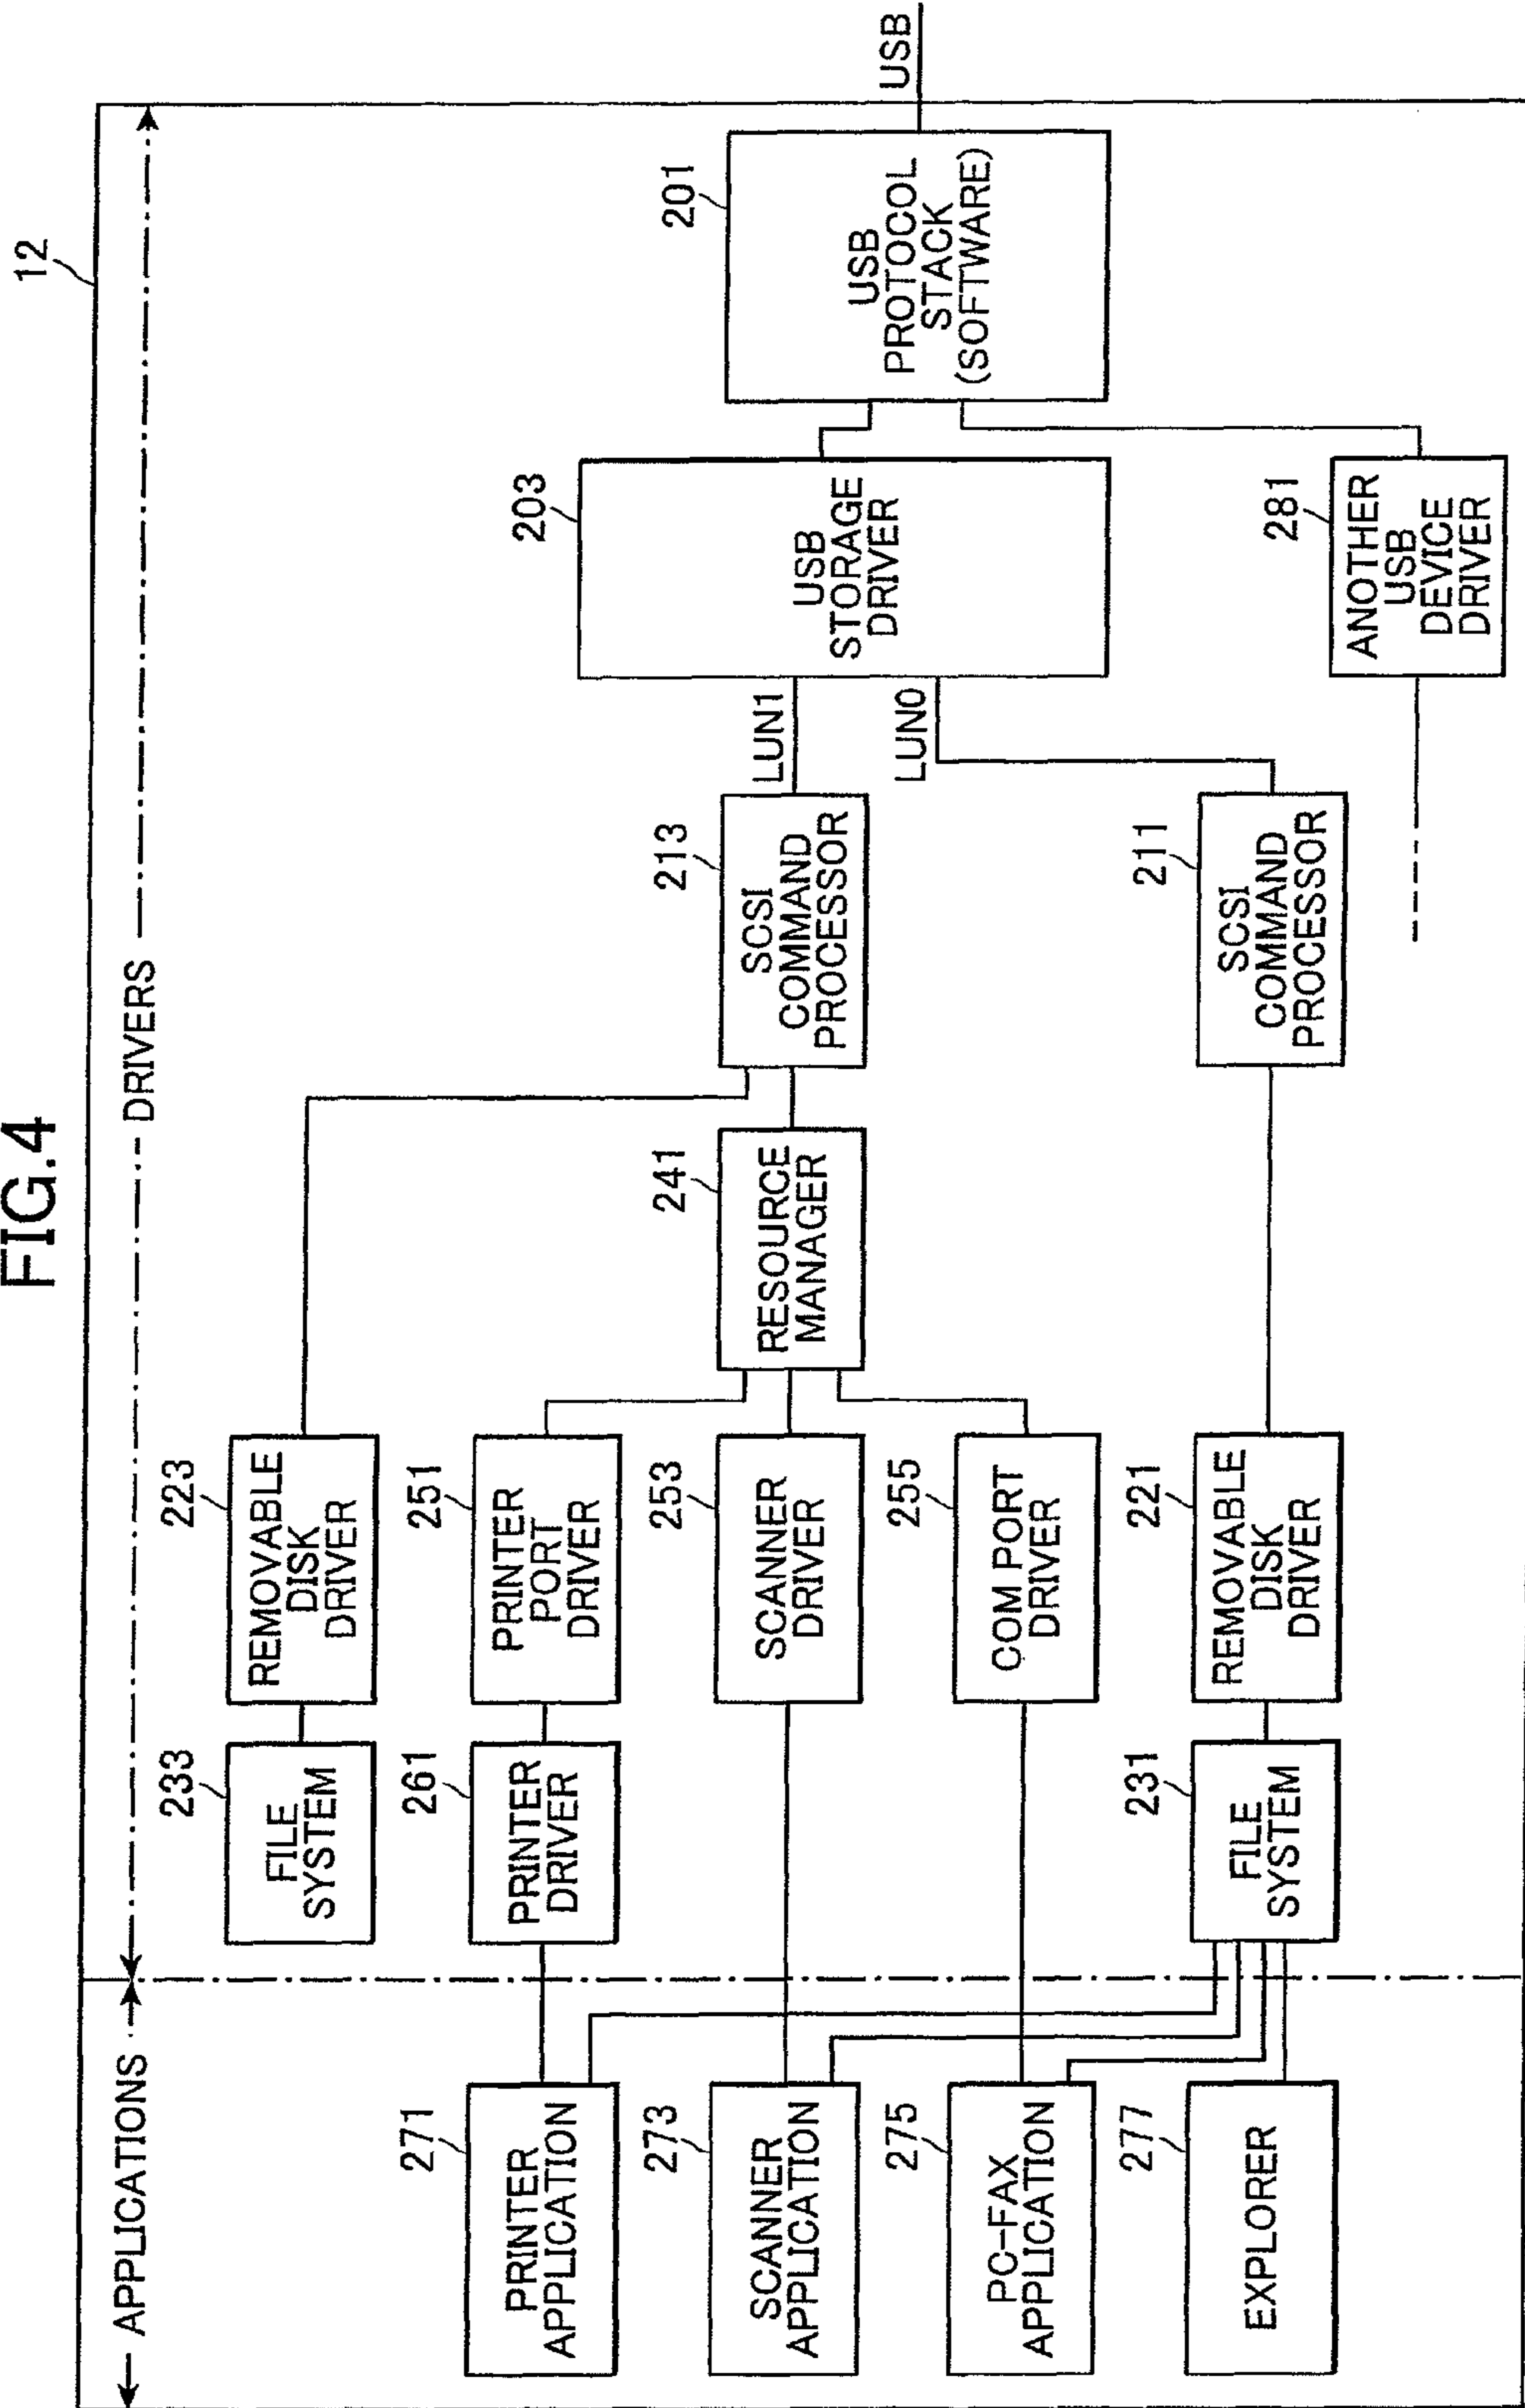 FIG.4
12
APPLICATIONS
DRIVERS
233
FILE
SYSTEM
223
REMOVABLE
DISK
DRIVER
271
PRINTER
APPLICATION
261
PRINTER
DRIVER
251
PRINTER
PORT
DRIVER
273
SCANNER
APPLICATION
253
SCANNER
DRIVER
241
RESOURCE
MANAGER
213
SCSI
COMMAND
PROCESSOR
LUN1
LUN0
203
USB
STORAGE
DRIVER
201
USB
PROTOCOL
STACK
(SOFTWARE)
USB
275
PC-FAX
APPLICATION
255
COM PORT
DRIVER
277
EXPLORER
231
FILE
SYSTEM
221
REMOVABLE
DISK
DRIVER
211
SCSI
COMMAND
PROCESSOR
281
ANOTHER
USB
DEVICE
DRIVER